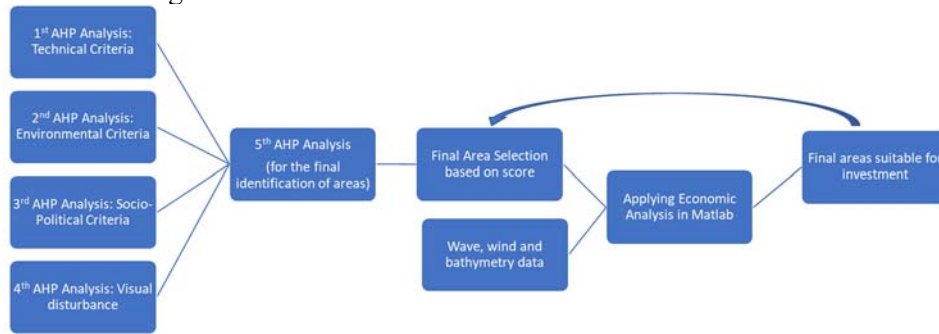 1st AHP Analysis:
Technical Criteria
2nd AHP Analysis:
Environmental Criteria
3rd AHP Analysis: Socio-
Political Criteria
4th AHP Analysis: Visual
disturbance
5th AHP Analysis
(for the final
identification of areas)
Final Area Selection
based on score
Wave, wind and
bathymetry data
Applying Economic
Analysis in Matlab
Final areas suitable for
investment